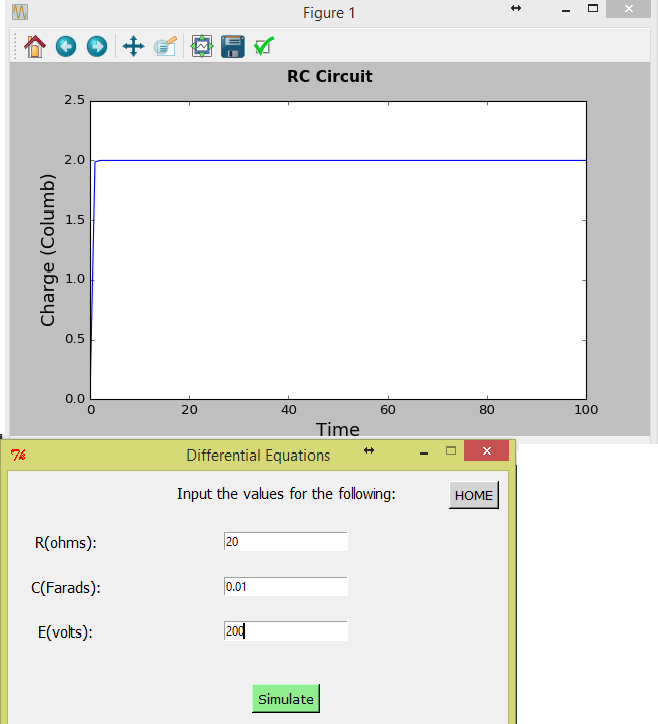 Figure 1
RC Circuit
2.5
2.0
1.5
1.0
0.5
0.0
Charge (Columb)
0 20 40 60 80 100
Time
Differential Equations
Input the values for the following:
HOME
R(ohms): 20
C(Farads): 0.01
E(volts): 200
Simulate